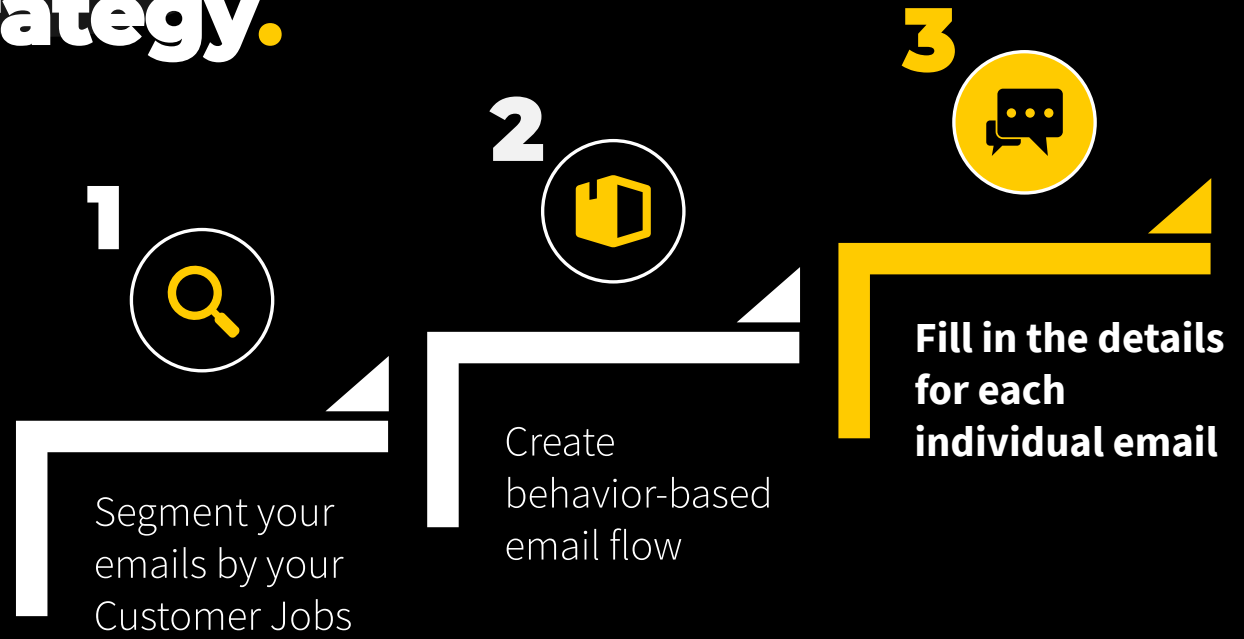 1
Segment your
emails by your
Customer Jobs
2
Create
behavior-based
email flow
3
Fill in the details
for each
individual email